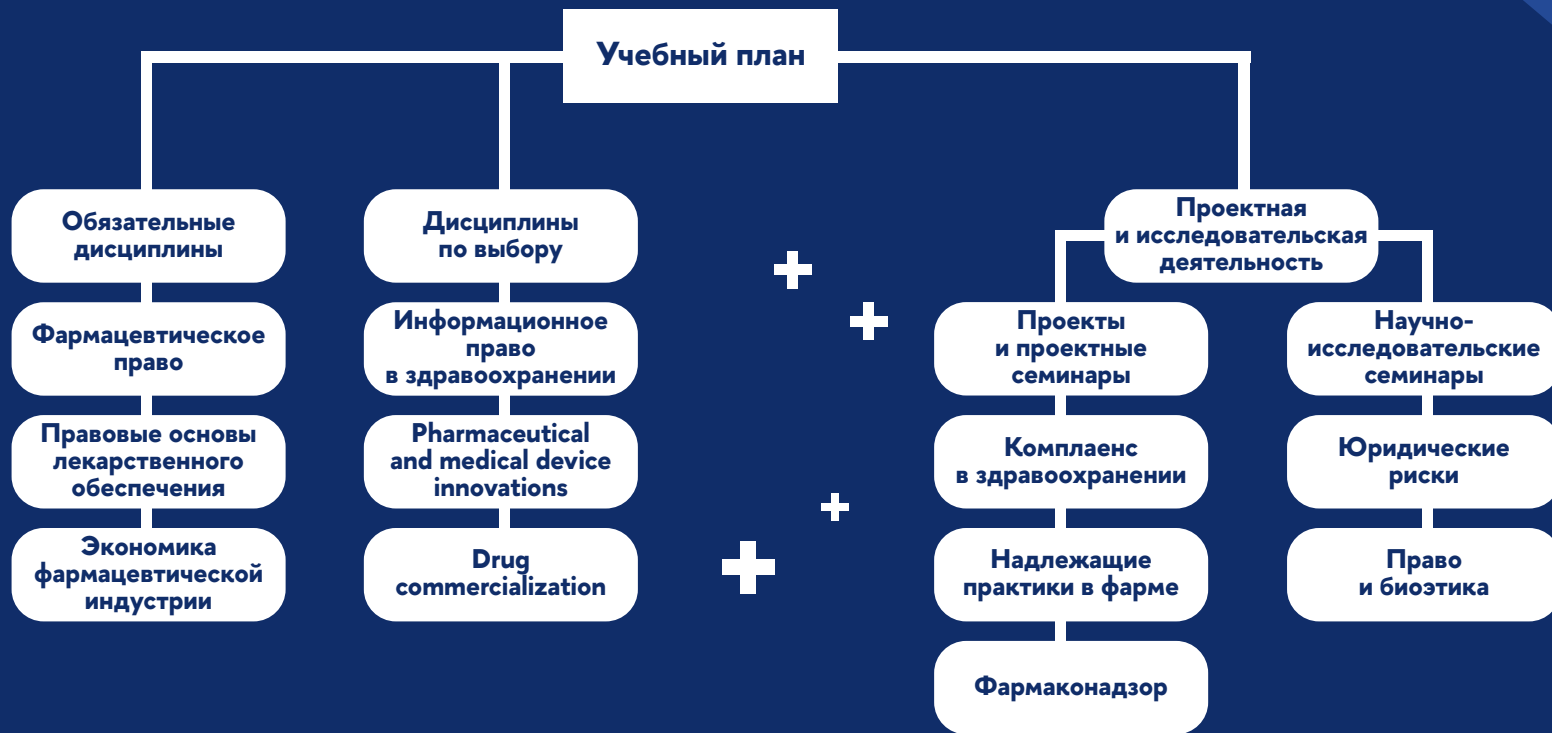 Учебный план
Обязательные
дисциплины
Фармацевтическое
право
Правовые основы
лекарственного
обеспечения
Экономика
фармацевтической
индустрии
Дисциплины
по выбору
Информационное
право
в здравоохранении
Pharmaceutical
and medical device
innovations
Drug
commercialization
Проектная
и исследовательская
деятельность
Проекты
и проектные
семинары
Комплаенс
в здравоохранении
Надлежащие
практики в фарме
Фармаконадзор
Научно-
исследовательские
семинары
Юридические
риски
Право
и биоэтика